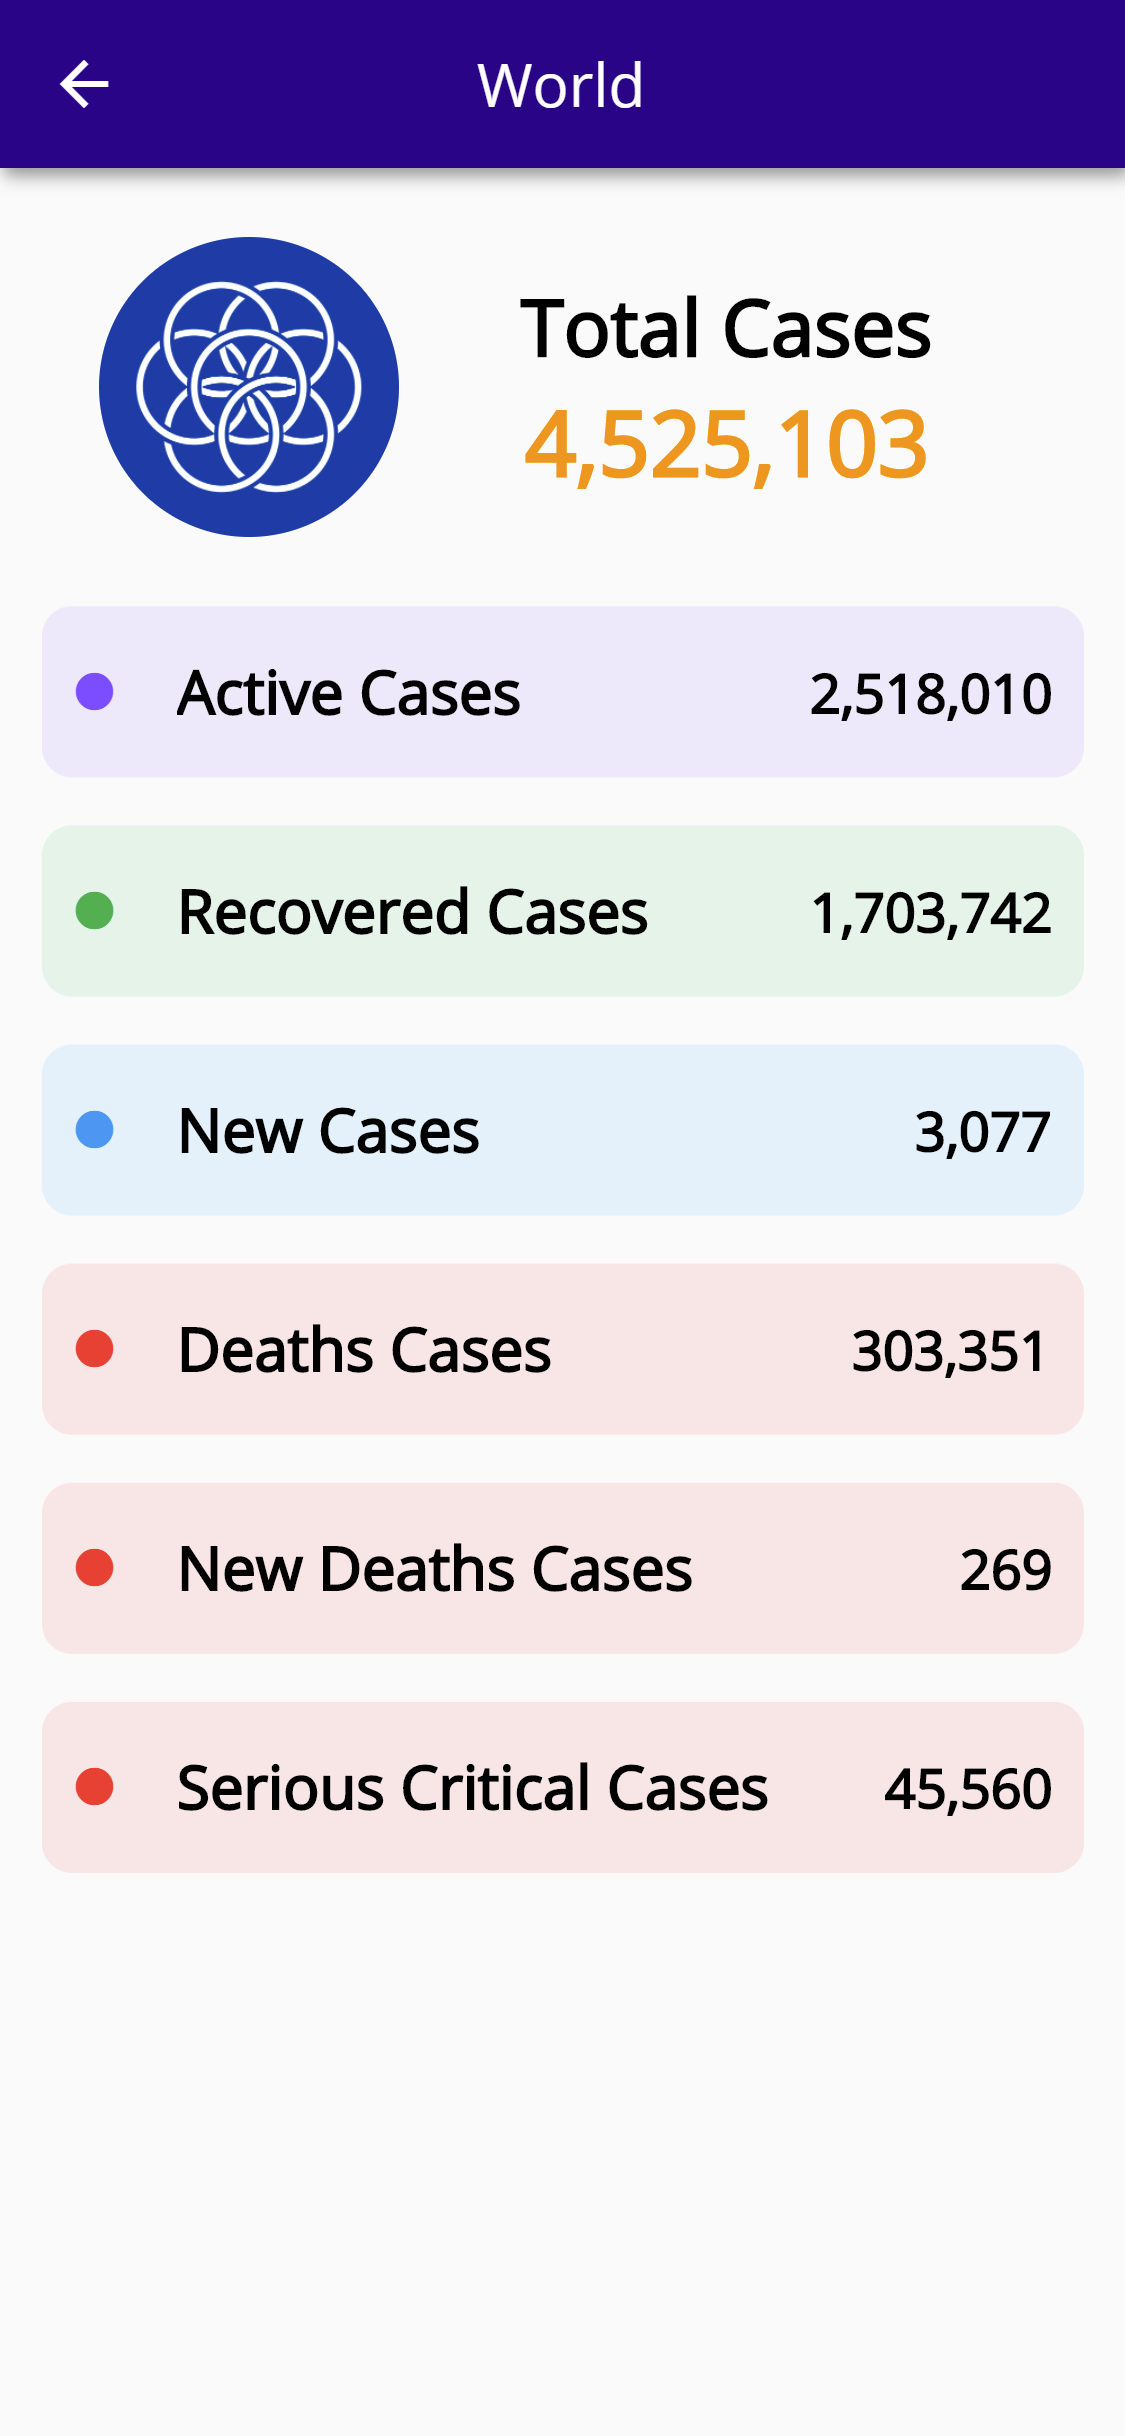 World
Total Cases
4,525,103
Active Cases 2,518,010
Recovered Cases 1,703,742
New Cases 3,077
Deaths Cases 303,351
New Deaths Cases 269
Serious Critical Cases 45,560